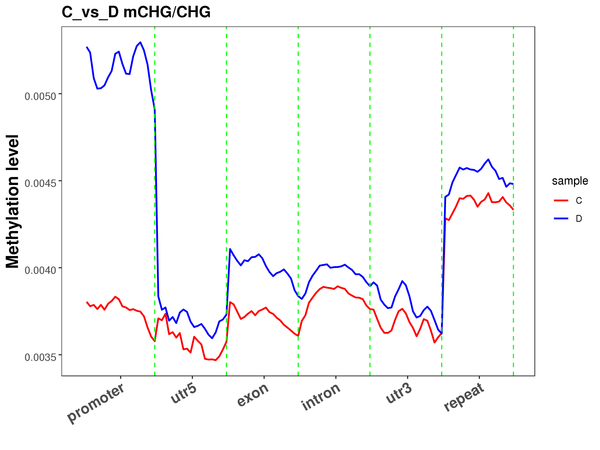 C_vs_D mCHG/CHG
Methylation level
0.0050
0.0045
0.0040
0.0035
promoter
utr5
exon
intron
utr3
repeat
sample
C
D